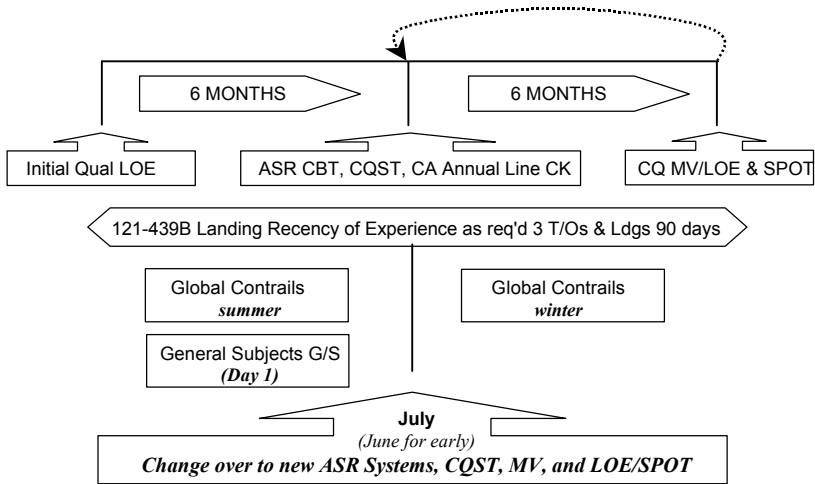 6 MONTHS
6 MONTHS
Initial Qual LOE
ASR CBT, CQST, CA Annual Line CK
CQ MV/LOE & SPOT
121-439B Landing Recency of Experience as req'd 3 T/Os & Ldgs 90 days
Global Contrails
summer
Global Contrails
winter
General Subjects G/S
(Day 1)
July
(June for early)
Change over to new ASR Systems, CQST, MV, and LOE/SPOT